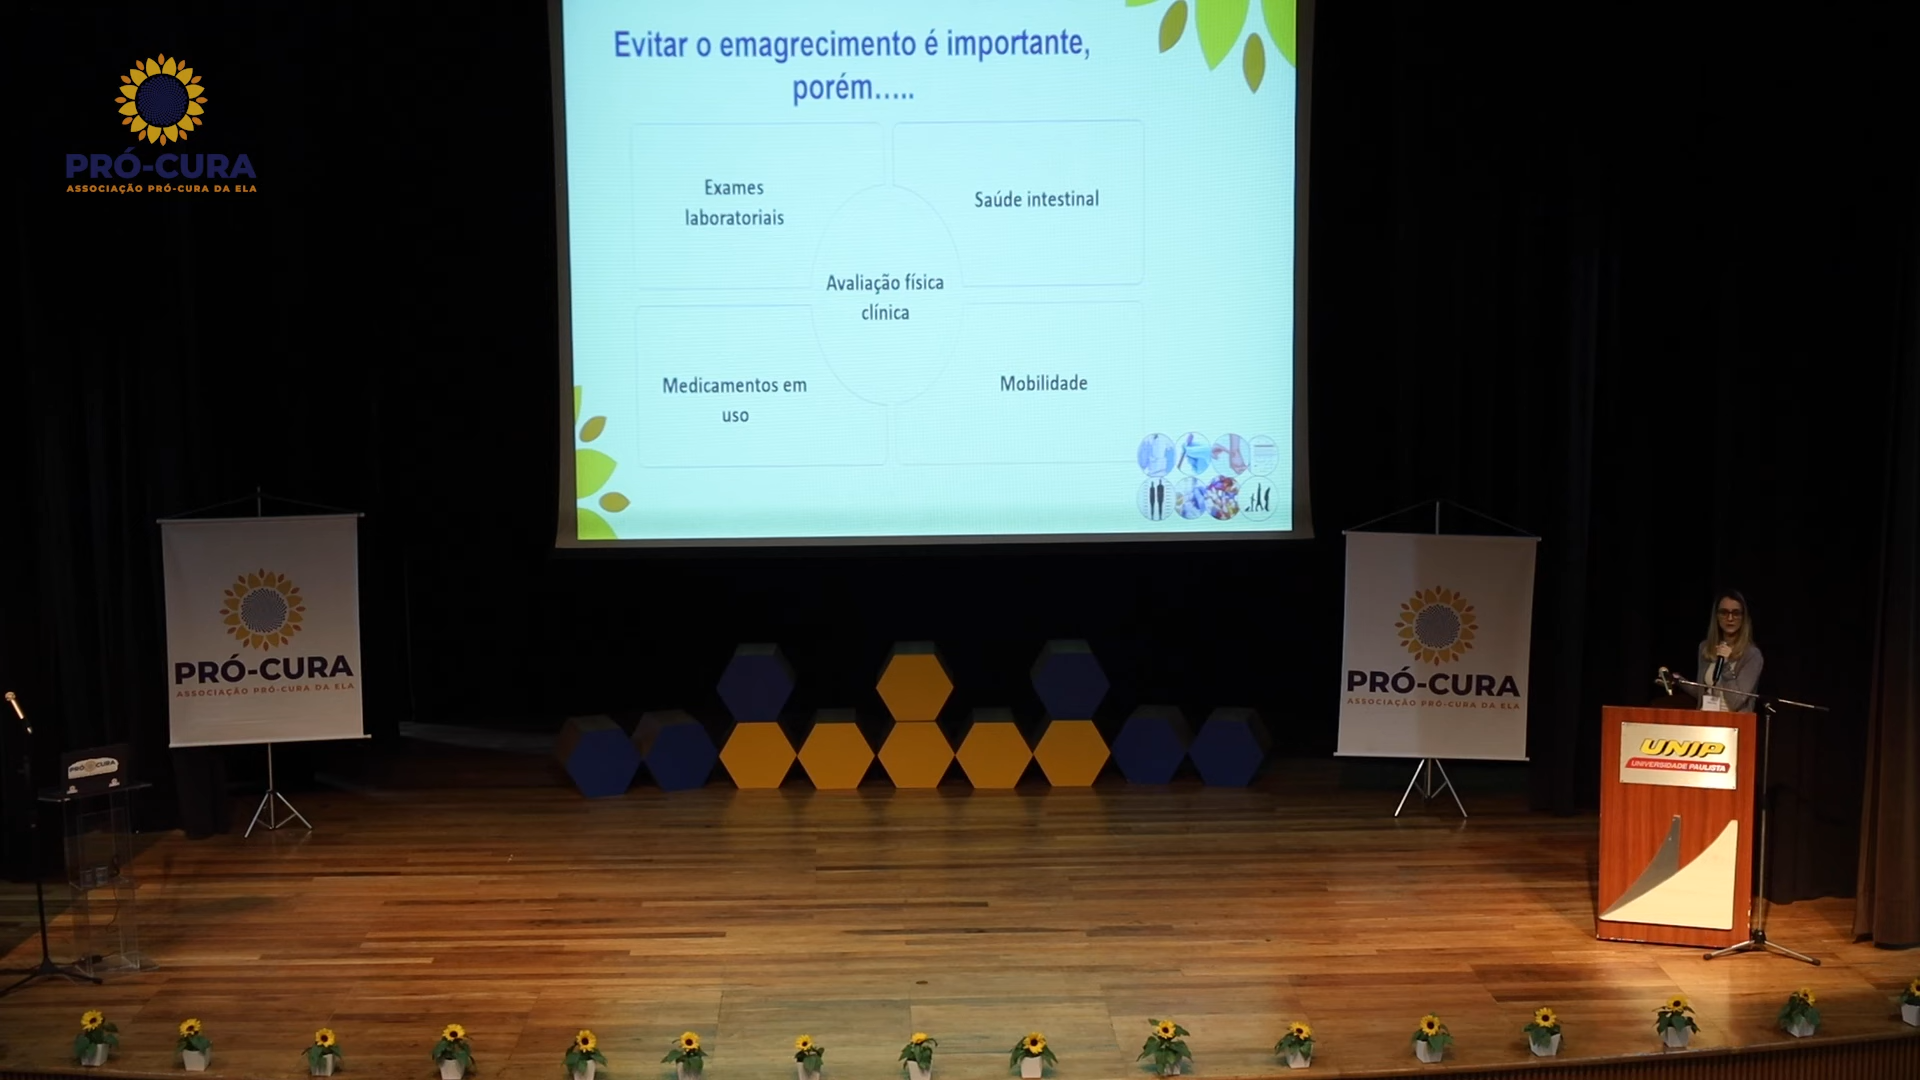 PRÓ-CURA
ASSOCIAÇÃO PRÓ-CURA DA ELA
Evitar o emagrecimento é importante,
porém.....
Exames
laboratoriais
Saúde intestinal
Avaliação física
clínica
Medicamentos em
uso
Mobilidade
PRÓ-CURA
ASSOCIAÇÃO PRÓ-CURA DA ELA
PRÓ-CURA
ASSOCIAÇÃO PRÓ-CURA DA ELA
PRÓ-CURA
UNIP
UNIVERSIDADE PAULISTA